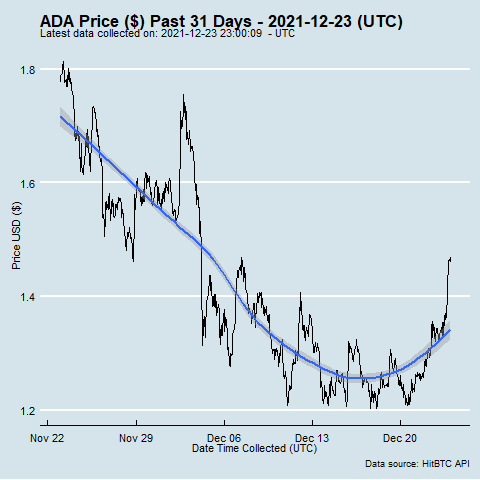 ADA Price ($) Past 31 Days - 2021-12-23 (UTC)
Latest data collected on: 2021-12-23 23:00:09 - UTC
Price USD ($)
1.8
1.6
1.4
1.2
Nov 22
Nov 29
Dec 06
Dec 13
Dec 20
Date Time Collected (UTC)
Data source: HitBTC API